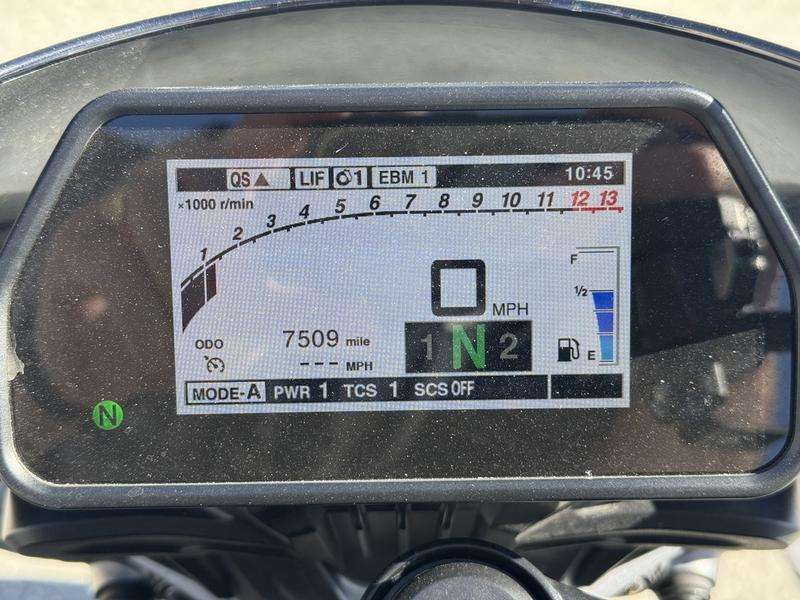 QS▲ LIF 1 EBM 1 10:45
×1000 r/min 1 2 3 4 5 6 7 8 9 10 11 12 13
F
0 MPH
1/2
ODO 7509 mile
1 N 2
E
--- MPH
MODE-A PWR 1 TCS 1 SCS OFF
N